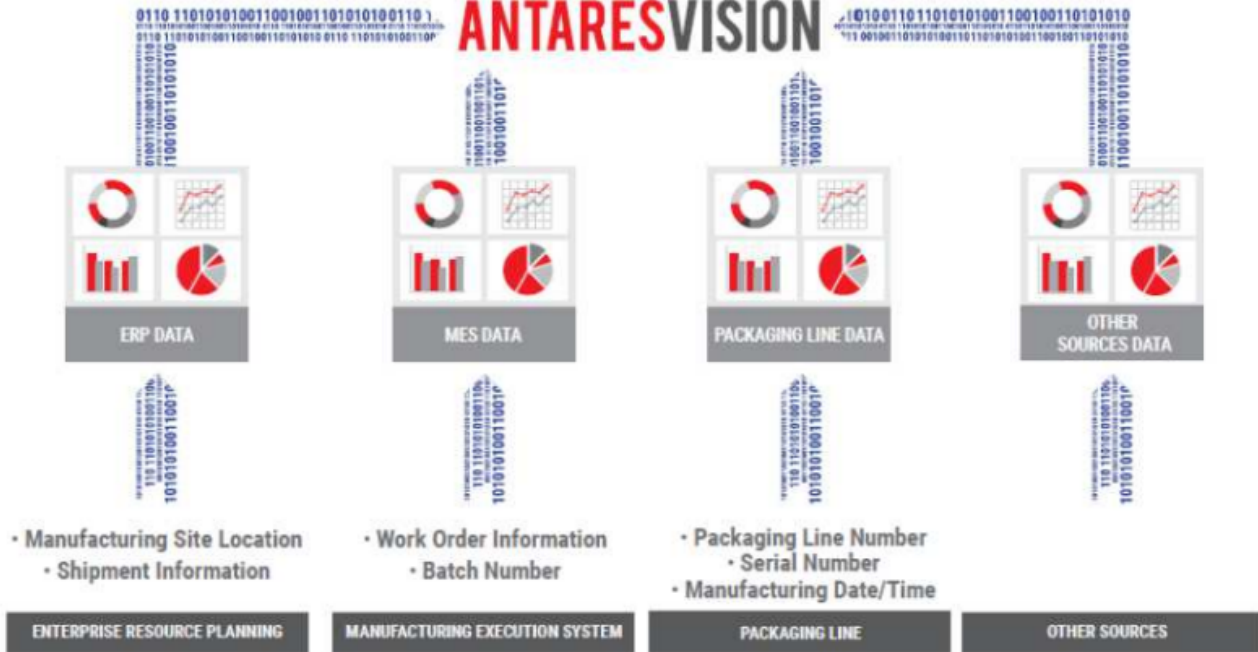 ANTARESVISION
ERP DATA
MES DATA
PACKAGING LINE DATA
OTHER
SOURCES DATA
· Manufacturing Site Location
· Shipment Information
· Work Order Information
· Batch Number
· Packaging Line Number
· Serial Number
· Manufacturing Date/Time
ENTERPRISE RESOURCE PLANNING
MANUFACTURING EXECUTION SYSTEM
PACKAGING LINE
OTHER SOURCES